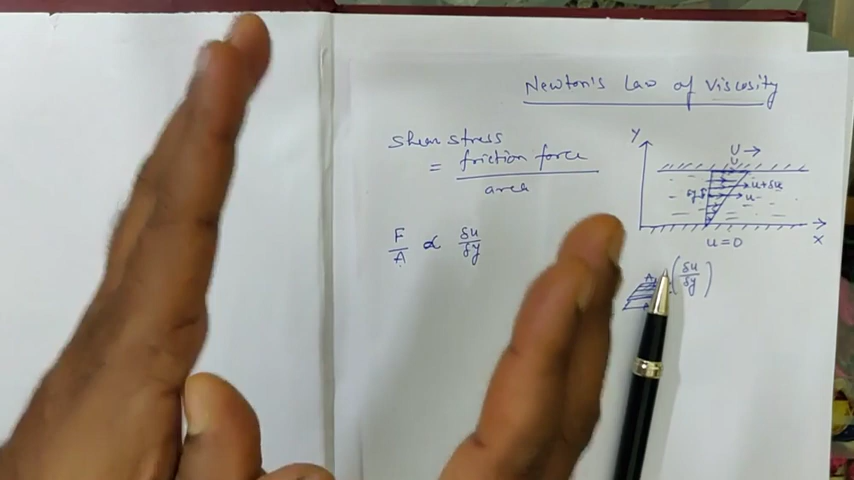 Newton's Law of Viscosity
shear stress
= friction force
area
F/A ∝ δu/δy
Y
U →
U
u+δu
δy
u
u=0
X
A
(δu/δy)